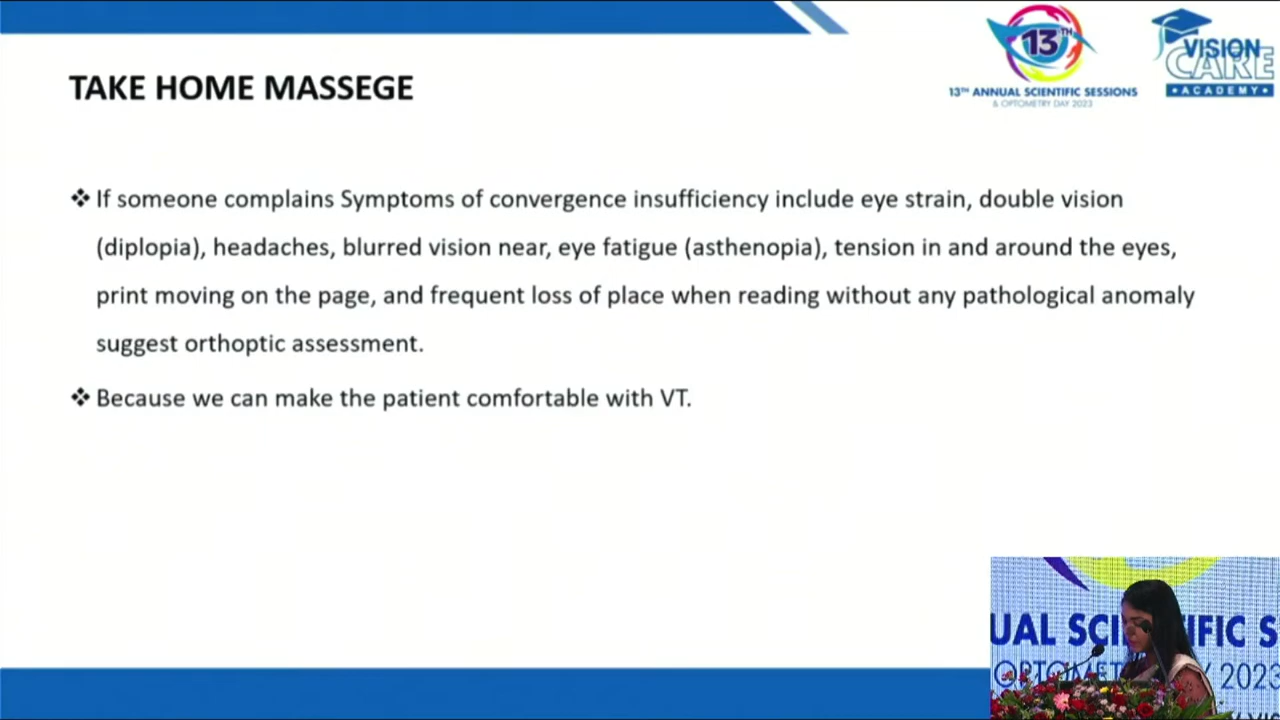 TAKE HOME MASSEGE
13TH
13TH ANNUAL SCIENTIFIC SESSIONS
& OPTOMETRY DAY 2023
VISION
CARE
•ACADEMY•
❖ If someone complains Symptoms of convergence insufficiency include eye strain, double vision
(diplopia), headaches, blurred vision near, eye fatigue (asthenopia), tension in and around the eyes,
print moving on the page, and frequent loss of place when reading without any pathological anomaly
suggest orthoptic assessment.
❖ Because we can make the patient comfortable with VT.
UAL SCI IFIC S
OPTOMET Y 2023